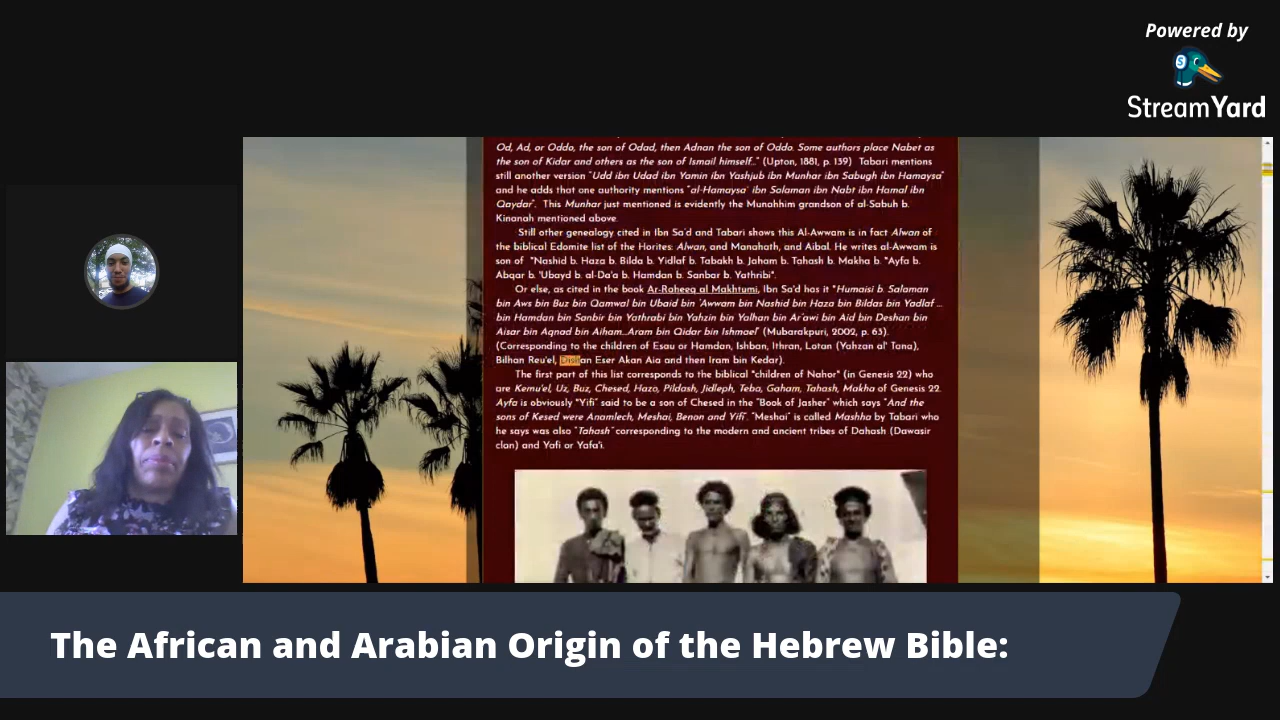 Powered by
StreamYard
Od, Ad, or Oddo, the son of Odad, then Adnan the son of Oddo. Some authors place Nabet as
the son of Kidar and others as the son of Ismail himself..." (Upton, 1881, p. 139) Tabari mentions
still another version "Udd ibn Udad ibn Yamin ibn Yashjub ibn Munhar ibn Sabugh ibn Hamaysa"
and he adds that one authority mentions "al-Hamaysa` ibn Salaman ibn Nabt ibn Hamal ibn
Qaydar". This Munhar just mentioned is evidently the Munahhim grandson of al-Sabuh b.
Kinanah mentioned above.
Still other genealogy cited in Ibn Sa'd and Tabari shows this Al-Awwam is in fact Alwan of
the biblical Edomite list of the Horites: Alwan, and Manahath, and Aibal. He writes al-Awwam is
son of "Nashid b. Haza b. Bilda b. Yidlaf b. Tabakh b. Jaham b. Tahash b. Makha b. "Ayfa b.
Abqar b. 'Ubayd b. al-Da'a b. Hamdan b. Sanbar b. Yathribi".
Or else, as cited in the book Ar-Raheeq al Makhtumi, Ibn Sa'd has it "Humaisi b. Salaman
bin Aws bin Buz bin Qamwal bin Ubaid bin 'Awwam bin Nashid bin Haza bin Bildas bin Yadlaf ...
bin Hamdan bin Sanbir bin Yathrabi bin Yahzin bin Yalhan bin Ar'awi bin Aid bin Deshan bin
Aisar bin Aqnad bin Aiham...Aram bin Qidar bin Ishmael" (Mubarakpuri, 2002, p. 63).
(Corresponding to the children of Esau or Hamdan, Ishban, Ithran, Lotan (Yahzan al' Tana),
Bilhan Reu'el, Dishan Eser Akan Aia and then Iram bin Kedar).
The first part of this list corresponds to the biblical "children of Nahor" (in Genesis 22) who
are Kemu'el, Uz, Buz, Chesed, Hazo, Pildash, Jidleph, Teba, Gaham, Tahash, Makha of Genesis 22.
Ayfa is obviously "Yifi" said to be a son of Chesed in the "Book of Jasher" which says "And the
sons of Kesed were Anamlech, Meshai, Benon and Yifi". "Meshai" is called Mashha by Tabari who
he says was also "Tahash" corresponding to the modern and ancient tribes of Dahash (Dawasir
clan) and Yafi or Yafa'i.
The African and Arabian Origin of the Hebrew Bible: